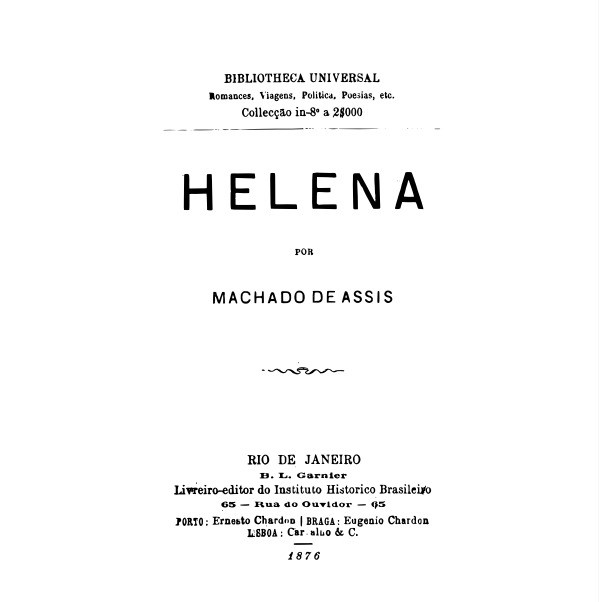 BIBLIOTHECA UNIVERSAL
Romances, Viagens, Politica, Poesias, etc.
Collecção in-8º a 2$000
HELENA
POR
MACHADO DE ASSIS
RIO DE JANEIRO
B. L. Garnier
Livreiro-editor do Instituto Historico Brasileiro
65 — Rua do Ouvidor — 65
PORTO: Ernesto Chardon | BRAGA: Eugenio Chardon
LISBOA: & C.
1876